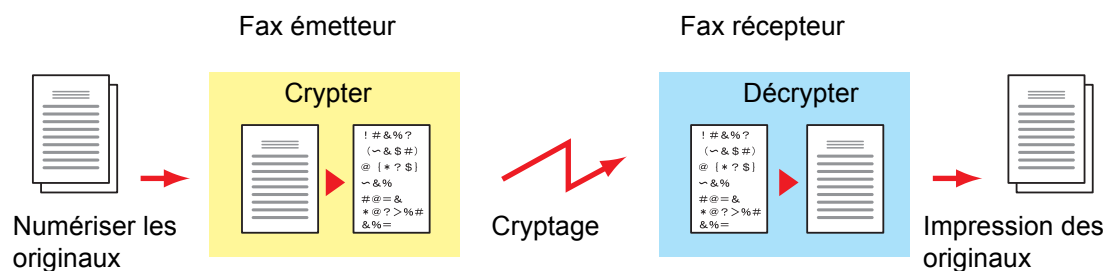 Fax émetteur
Fax récepteur
Crypter
Décrypter
!#&%?
(∽&$#)
@{*?$}
∽&%
#@=&
*@?>%#
&%=
!#&%?
(∽&$#)
@{*?$}
∽&%
#@=&
*@?>%#
&%=
Numériser les
originaux
Cryptage
Impression des
originaux